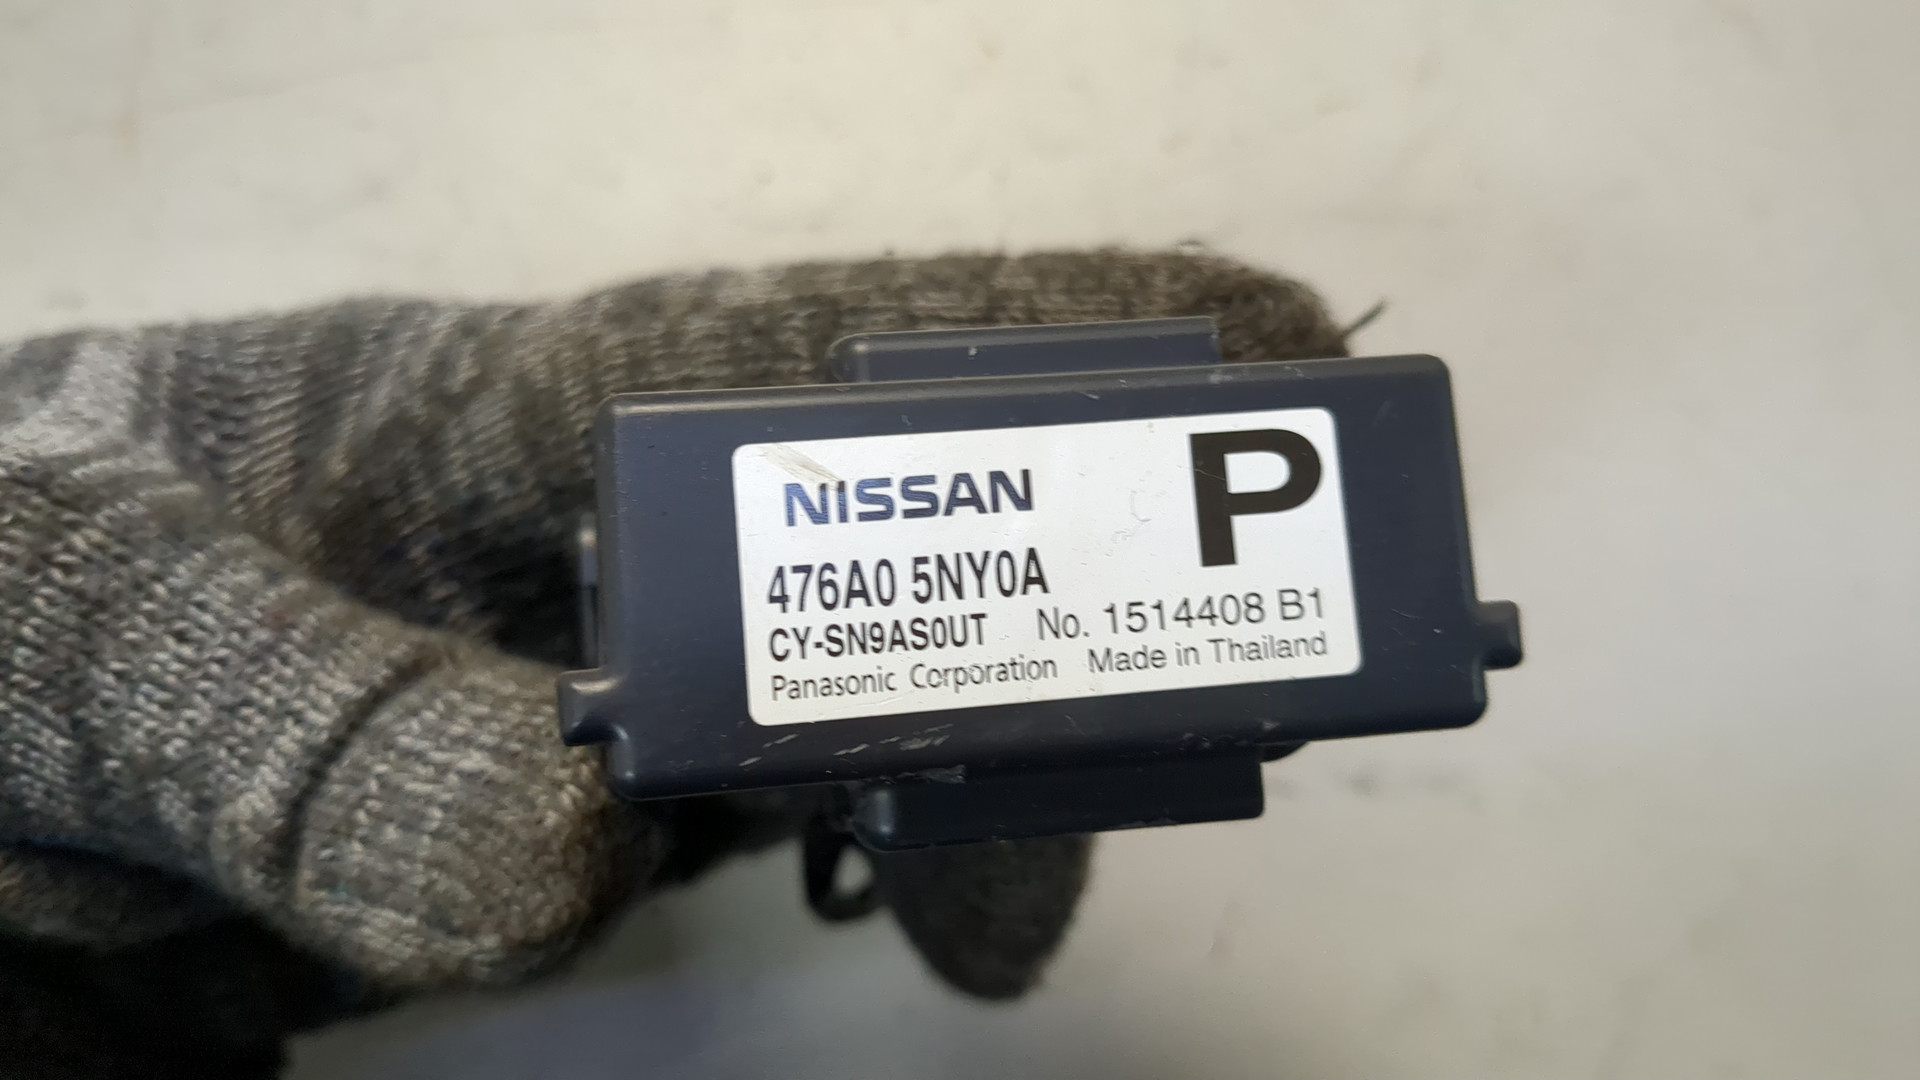 NISSAN
P
476A0 5NY0A
CY-SN9AS0UT No. 1514408 B1
Panasonic Corporation Made in Thailand